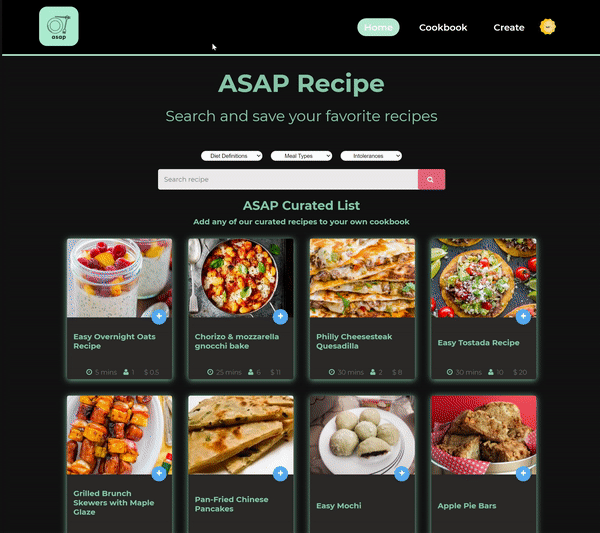 asap
Home
Cookbook
Create
ASAP Recipe
Search and save your favorite recipes
Diet Definitions
Meal Types
Intolerances
Search recipe
ASAP Curated List
Add any of our curated recipes to your own cookbook
Easy Overnight Oats
Recipe
5 mins
1
$ 0.5
Chorizo & mozzarella
gnocchi bake
25 mins
6
$ 11
Philly Cheesesteak
Quesadilla
30 mins
2
$ 8
Easy Tostada Recipe
30 mins
10
$ 20
Grilled Brunch
Skewers with Maple
Glaze
Pan-Fried Chinese
Pancakes
Easy Mochi
Apple Pie Bars